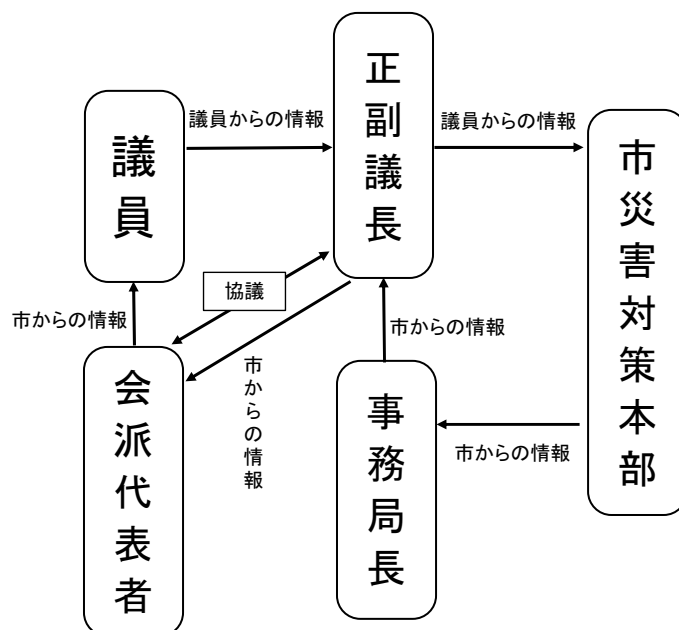 正副議長
議員からの情報
議員からの情報
議員
市災害対策本部
協議
市からの情報
市からの情報
会派代表者
市からの情報
事務局長
市からの情報